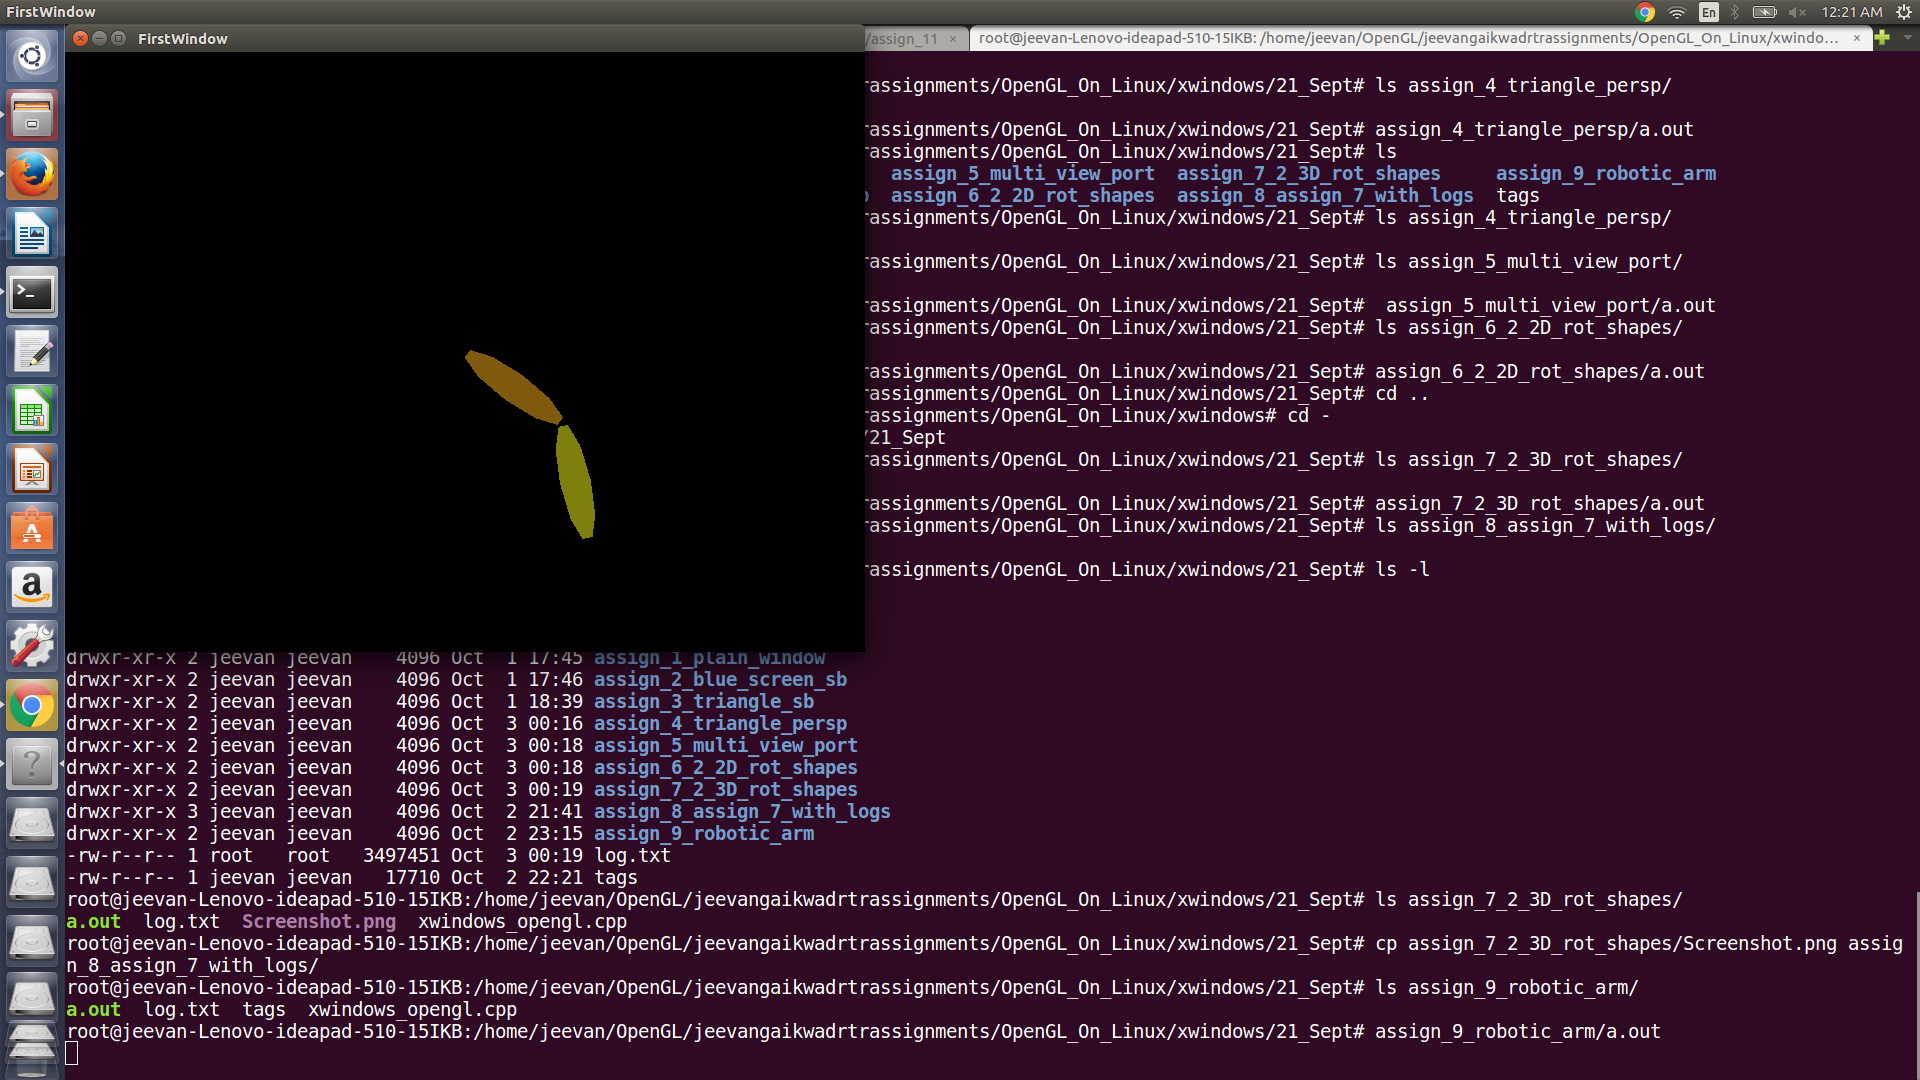 FirstWindow
En
12:21 AM
FirstWindow
/assign_11
root@jeevan-Lenovo-ideapad-510-15IKB: /home/jeevan/OpenGL/jeevangaikwadrtrassignments/OpenGL_On_Linux/xwindo...
rassignments/OpenGL_On_Linux/xwindows/21_Sept# ls assign_4_triangle_persp/
rassignments/OpenGL_On_Linux/xwindows/21_Sept# assign_4_triangle_persp/a.out
rassignments/OpenGL_On_Linux/xwindows/21_Sept# ls
assign_5_multi_view_port assign_7_2_3D_rot_shapes assign_9_robotic_arm
assign_6_2_2D_rot_shapes assign_8_assign_7_with_logs tags
rassignments/OpenGL_On_Linux/xwindows/21_Sept# ls assign_4_triangle_persp/
rassignments/OpenGL_On_Linux/xwindows/21_Sept# ls assign_5_multi_view_port/
rassignments/OpenGL_On_Linux/xwindows/21_Sept#  assign_5_multi_view_port/a.out
rassignments/OpenGL_On_Linux/xwindows/21_Sept# ls assign_6_2_2D_rot_shapes/
rassignments/OpenGL_On_Linux/xwindows/21_Sept# assign_6_2_2D_rot_shapes/a.out
rassignments/OpenGL_On_Linux/xwindows/21_Sept# cd ..
rassignments/OpenGL_On_Linux/xwindows# cd -
/21_Sept
rassignments/OpenGL_On_Linux/xwindows/21_Sept# ls assign_7_2_3D_rot_shapes/
rassignments/OpenGL_On_Linux/xwindows/21_Sept# assign_7_2_3D_rot_shapes/a.out
rassignments/OpenGL_On_Linux/xwindows/21_Sept# ls assign_8_assign_7_with_logs/
rassignments/OpenGL_On_Linux/xwindows/21_Sept# ls -l
drwxr-xr-x 2 jeevan jeevan    4096 Oct  1 17:45 assign_1_plain_window
drwxr-xr-x 2 jeevan jeevan    4096 Oct  1 17:46 assign_2_blue_screen_sb
drwxr-xr-x 2 jeevan jeevan    4096 Oct  1 18:39 assign_3_triangle_sb
drwxr-xr-x 2 jeevan jeevan    4096 Oct  3 00:16 assign_4_triangle_persp
drwxr-xr-x 2 jeevan jeevan    4096 Oct  3 00:18 assign_5_multi_view_port
drwxr-xr-x 2 jeevan jeevan    4096 Oct  3 00:18 assign_6_2_2D_rot_shapes
drwxr-xr-x 2 jeevan jeevan    4096 Oct  3 00:19 assign_7_2_3D_rot_shapes
drwxr-xr-x 3 jeevan jeevan    4096 Oct  2 21:41 assign_8_assign_7_with_logs
drwxr-xr-x 2 jeevan jeevan    4096 Oct  2 23:15 assign_9_robotic_arm
-rw-r--r-- 1 root   root   3497451 Oct  3 00:19 log.txt
-rw-r--r-- 1 jeevan jeevan   17710 Oct  2 22:21 tags
root@jeevan-Lenovo-ideapad-510-15IKB:/home/jeevan/OpenGL/jeevangaikwadrtrassignments/OpenGL_On_Linux/xwindows/21_Sept# ls assign_7_2_3D_rot_shapes/
a.out  log.txt  Screenshot.png  xwindows_opengl.cpp
root@jeevan-Lenovo-ideapad-510-15IKB:/home/jeevan/OpenGL/jeevangaikwadrtrassignments/OpenGL_On_Linux/xwindows/21_Sept# cp assign_7_2_3D_rot_shapes/Screenshot.png assig
n_8_assign_7_with_logs/
root@jeevan-Lenovo-ideapad-510-15IKB:/home/jeevan/OpenGL/jeevangaikwadrtrassignments/OpenGL_On_Linux/xwindows/21_Sept# ls assign_9_robotic_arm/
a.out  log.txt  tags  xwindows_opengl.cpp
root@jeevan-Lenovo-ideapad-510-15IKB:/home/jeevan/OpenGL/jeevangaikwadrtrassignments/OpenGL_On_Linux/xwindows/21_Sept# assign_9_robotic_arm/a.out